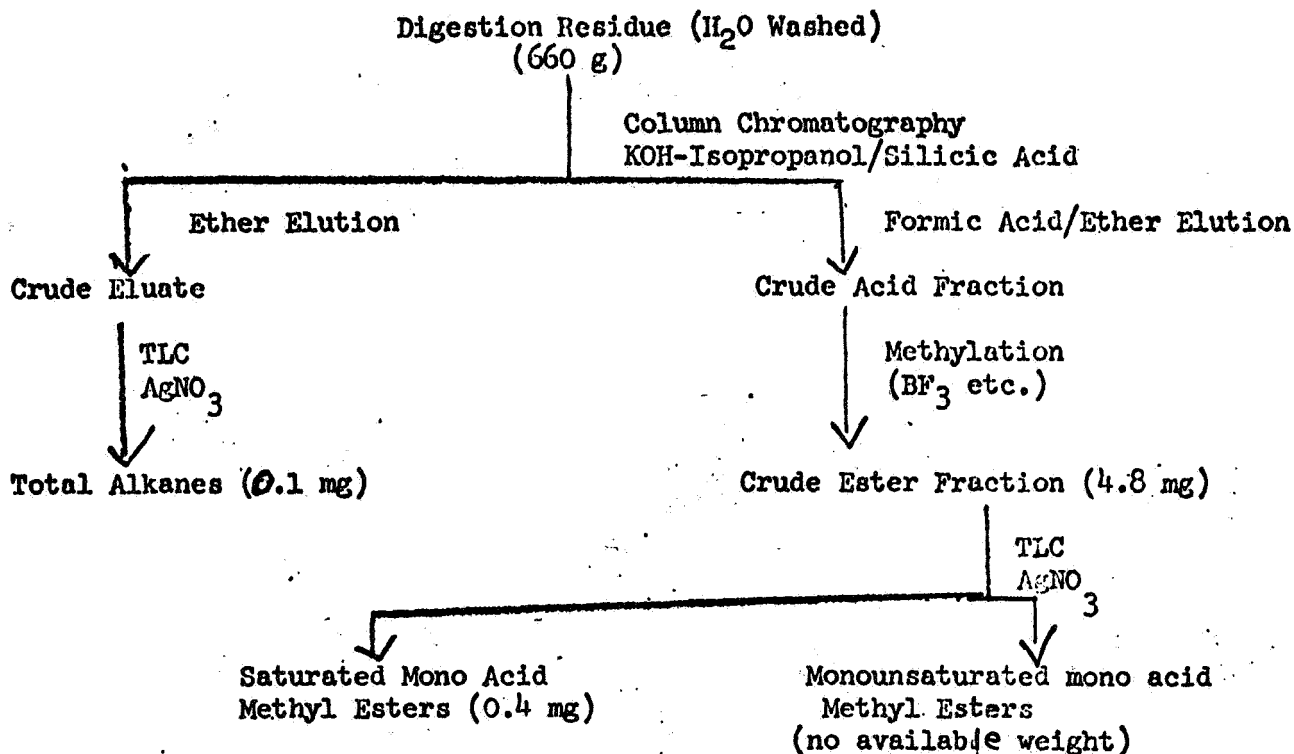 Digestion Residue (H2O Washed)
(660 g)
Column Chromatography
KOH-Isopropanol/Silicic Acid
Ether Elution
Formic Acid/Ether Elution
Crude Eluate
Crude Acid Fraction
TLC
AgNO3
Methylation
(BF3 etc.)
Total Alkanes (0.1 mg)
Crude Ester Fraction (4.8 mg)
TLC
AgNO3
Saturated Mono Acid
Methyl Esters (0.4 mg)
Monounsaturated mono acid
Methyl Esters
(no available weight)